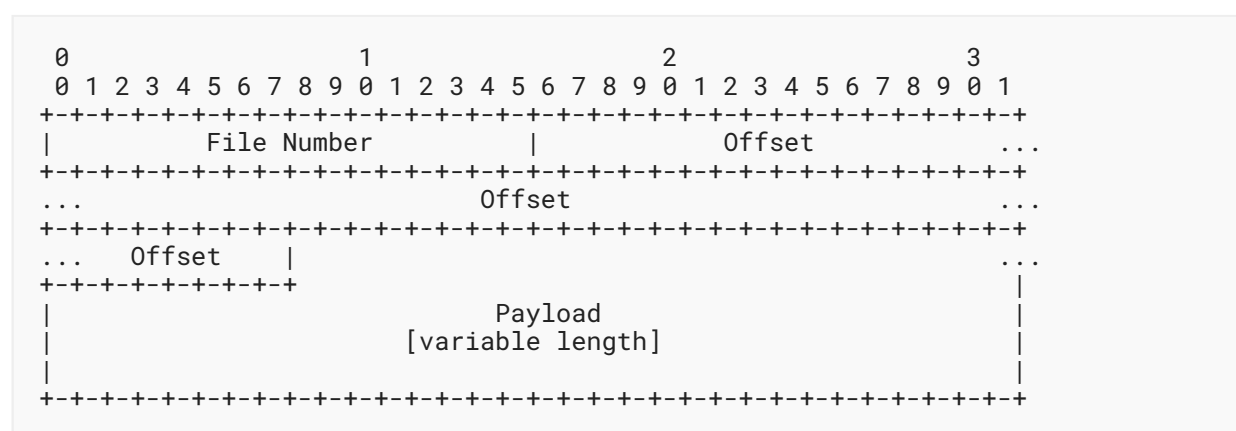 0                   1                   2                   3
 0 1 2 3 4 5 6 7 8 9 0 1 2 3 4 5 6 7 8 9 0 1 2 3 4 5 6 7 8 9 0 1
+-+-+-+-+-+-+-+-+-+-+-+-+-+-+-+-+-+-+-+-+-+-+-+-+-+-+-+-+-+-+-+-+
|          File Number          |            Offset            ...
+-+-+-+-+-+-+-+-+-+-+-+-+-+-+-+-+-+-+-+-+-+-+-+-+-+-+-+-+-+-+-+-+
...                          Offset                            ...
+-+-+-+-+-+-+-+-+-+-+-+-+-+-+-+-+-+-+-+-+-+-+-+-+-+-+-+-+-+-+-+-+
...   Offset    |                                              ...
+-+-+-+-+-+-+-+-+                                               |
|                             Payload                           |
|                       [variable length]                       |
|                                                               |
+-+-+-+-+-+-+-+-+-+-+-+-+-+-+-+-+-+-+-+-+-+-+-+-+-+-+-+-+-+-+-+-+